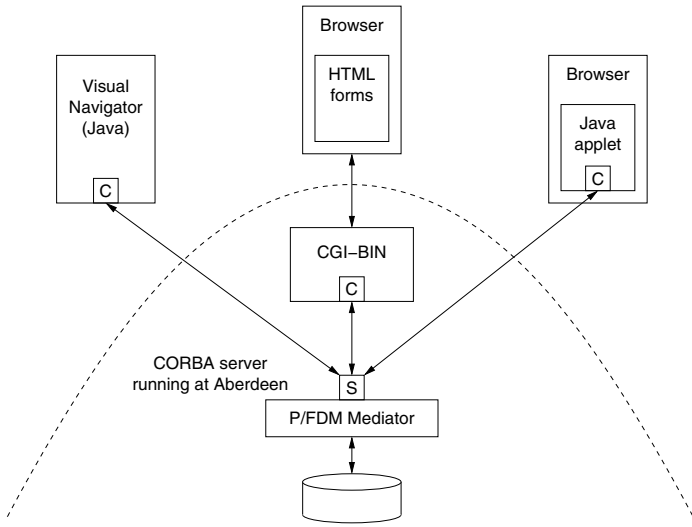 Browser
HTML
forms
Visual
Navigator
(Java)
C
Browser
Java
applet
C
CGI–BIN
C
CORBA server
running at Aberdeen
S
P/FDM Mediator